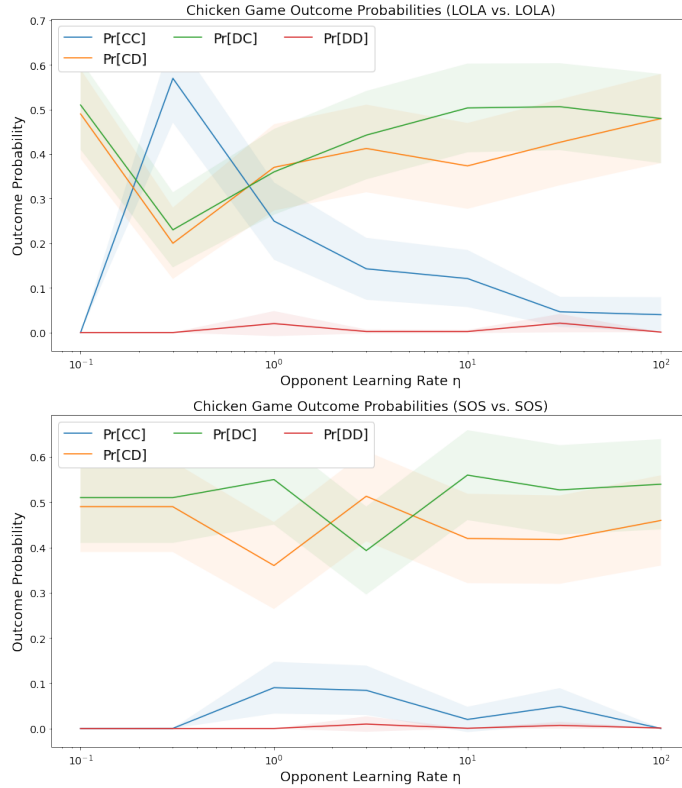 Chicken Game Outcome Probabilities (LOLA vs. LOLA)
Pr[CC] Pr[DC] Pr[DD]
Pr[CD]
Outcome Probability
0.7
0.6
0.5
0.4
0.3
0.2
0.1
0.0
10⁻¹ 10⁰ 10¹ 10²
Opponent Learning Rate η
Chicken Game Outcome Probabilities (SOS vs. SOS)
Pr[CC] Pr[DC] Pr[DD]
Pr[CD]
Outcome Probability
0.6
0.5
0.4
0.3
0.2
0.1
0.0
10⁻¹ 10⁰ 10¹ 10²
Opponent Learning Rate η